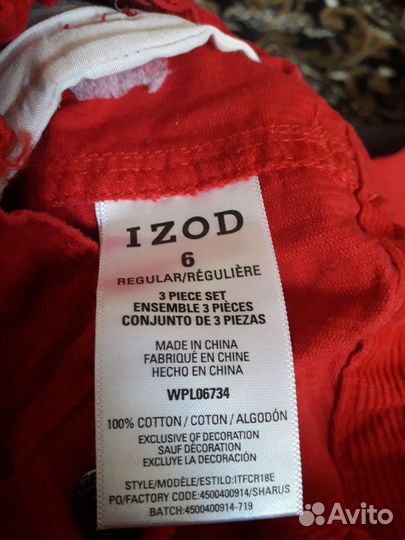 IZOD
6
REGULAR/RÉGULIÈRE
3 PIECE SET
ENSEMBLE 3 PIÈCES
CONJUNTO DE 3 PIEZAS
MADE IN CHINA
FABRIQUÉ EN CHINE
HECHO EN CHINA
WPL06734
100% COTTON / COTON / ALGODÓN
EXCLUSIVE OF DECORATION
SAUF DÉCORATION
EXCLUYE LA DECORACIÓN
STYLE/MODÈLE/ESTILO:ITFCR18E
PO/FACTORY CODE:4500400914/SHARUS
BATCH:4500400914-719
Avito